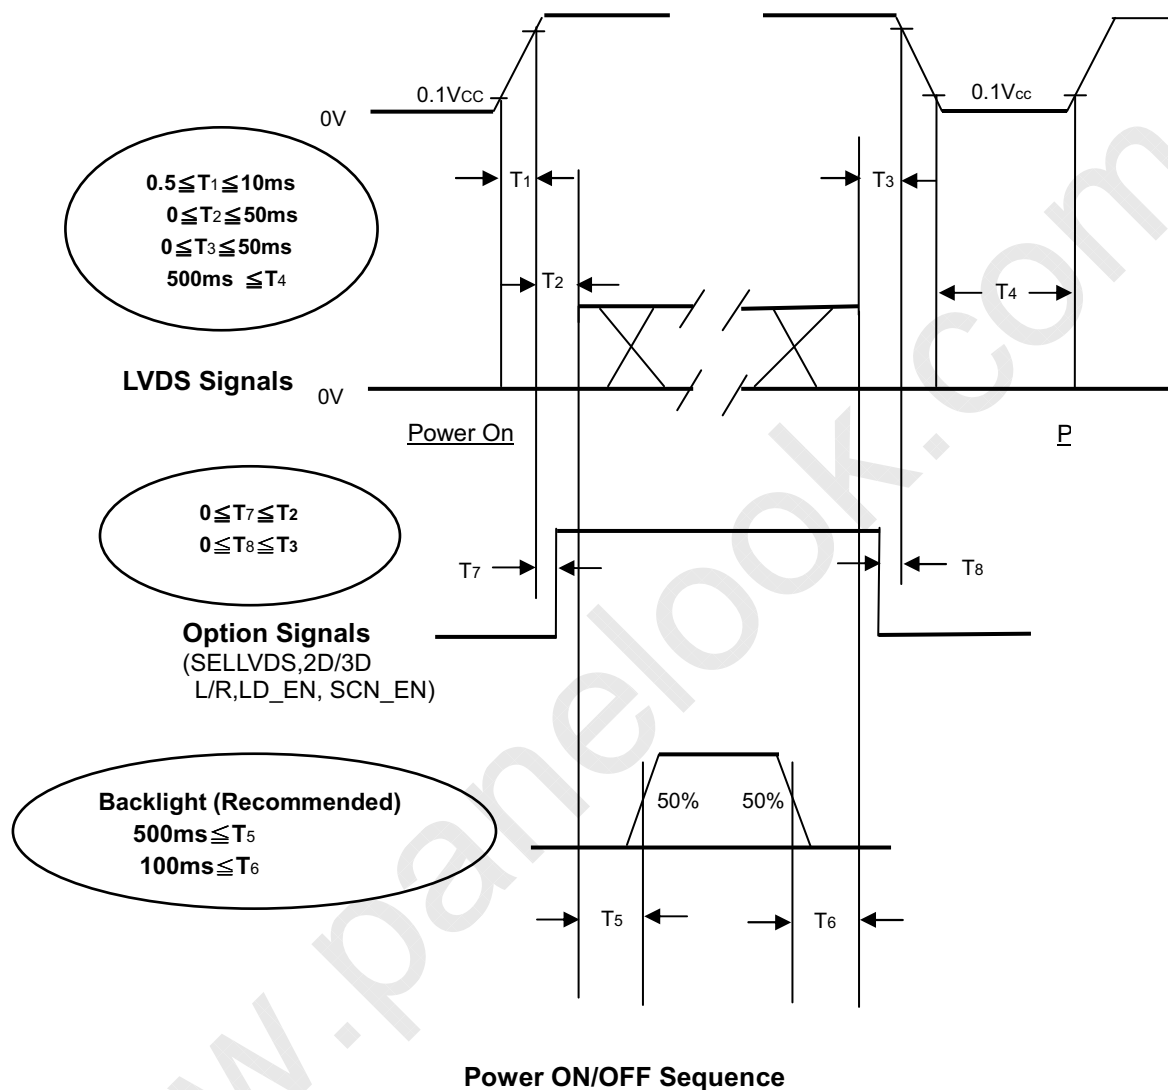 0.1Vcc
0.1Vcc
0V
0.5≦T1≦10ms
0≦T2≦50ms
0≦T3≦50ms
500ms ≦T4
T1
T3
T2
T4
LVDS Signals
0V
Power On
P
0≦T7≦T2
0≦T8≦T3
T7
T8
Option Signals
(SELLVDS,2D/3D
L/R,LD_EN, SCN_EN)
Backlight (Recommended)
500ms≦T5
100ms≦T6
50%
50%
T5
T6
Power ON/OFF Sequence
w.panelook.com